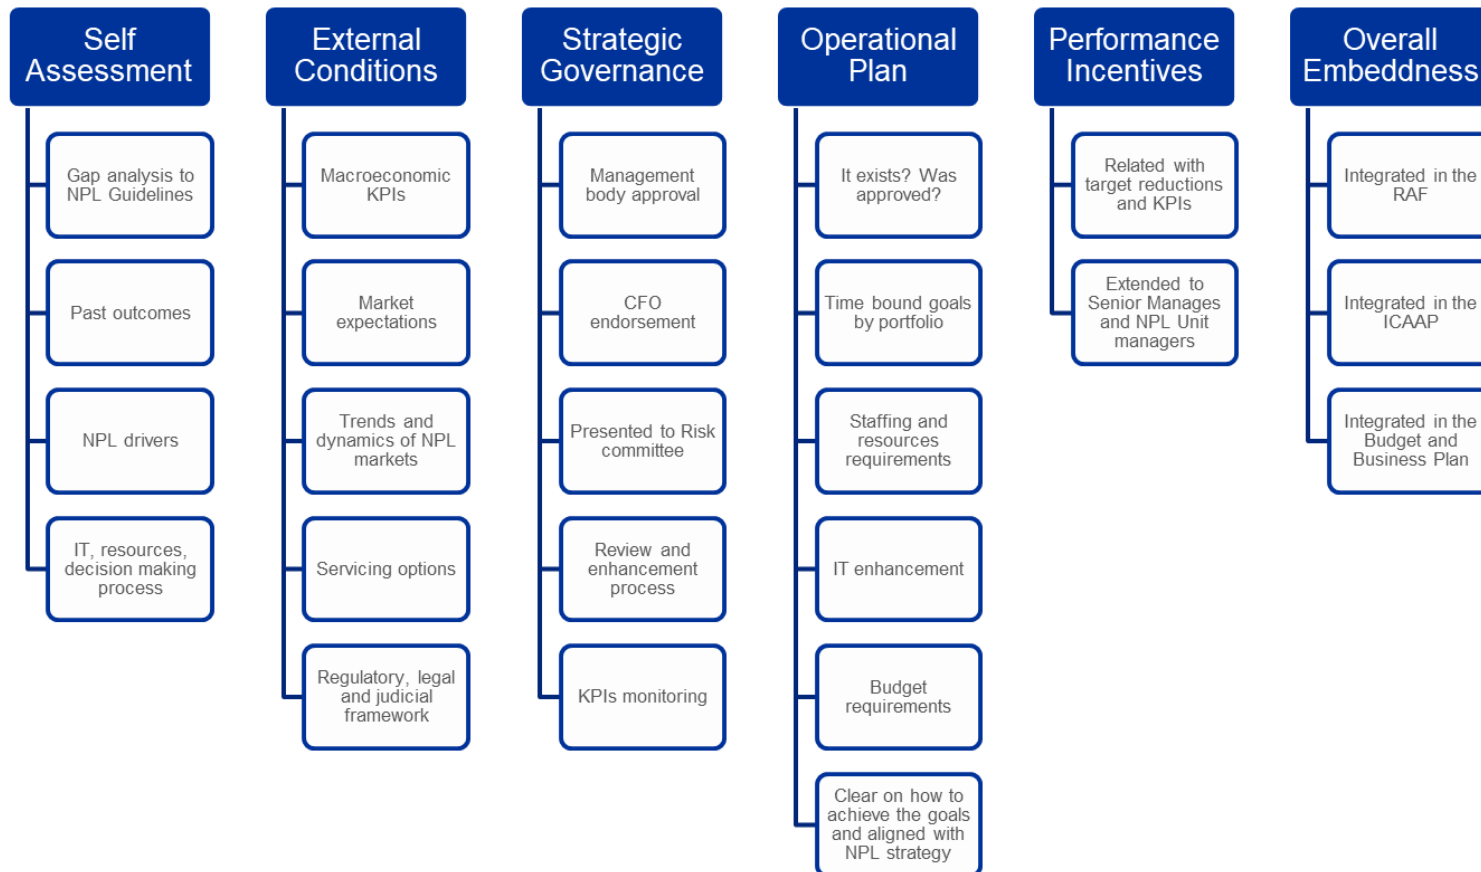 Self
Assessment
Gap analysis to
NPL Guidelines
Past outcomes
NPL drivers
IT, resources,
decision making
process
External
Conditions
Macroeconomic
KPIs
Market
expectations
Trends and
dynamics of NPL
markets
Servicing options
Regulatory, legal
and judicial
framework
Strategic
Governance
Management
body approval
CFO
endorsement
Presented to Risk
committee
Review and
enhancement
process
KPIs monitoring
Operational
Plan
It exists? Was
approved?
Time bound goals
by portfolio
Staffing and
resources
requirements
IT enhancement
Budget
requirements
Clear on how to
achieve the goals
and aligned with
NPL strategy
Performance
Incentives
Related with
target reductions
and KPIs
Extended to
Senior Manages
and NPL Unit
managers
Overall
Embeddness
Integrated in the
RAF
Integrated in the
ICAAP
Integrated in the
Budget and
Business Plan